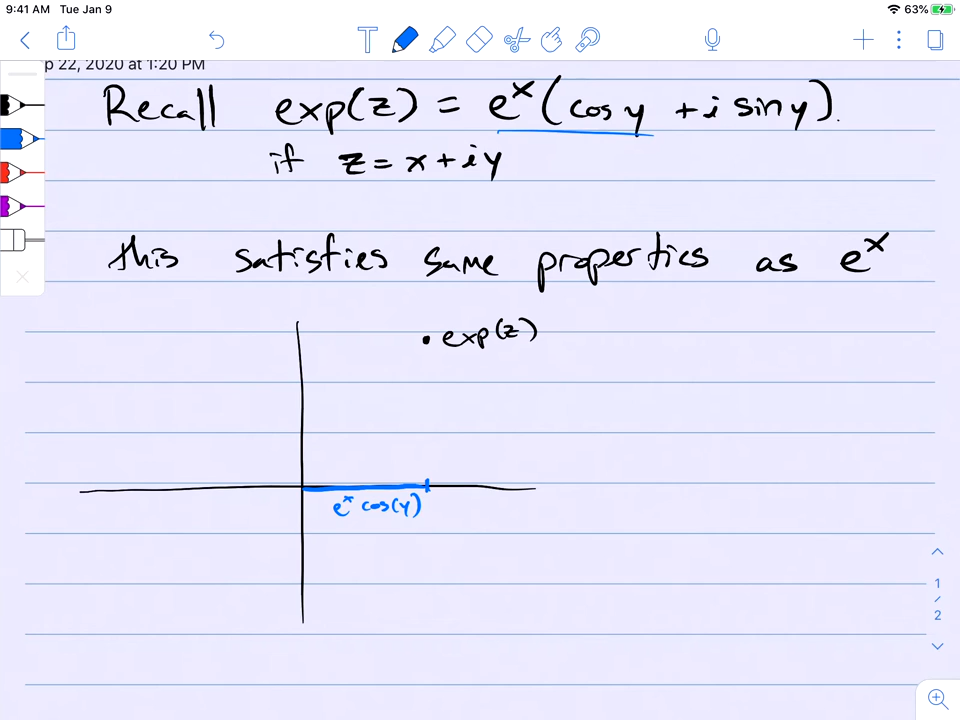 9:41 AM Tue Jan 9
63%
p 22, 2020 at 1:20 PM
Recall exp(z) = e^x (cos y + i sin y).
if z = x + iy
this satisfies same properties as e^x
exp(z)
e^x cos(y)
1
/
2
T